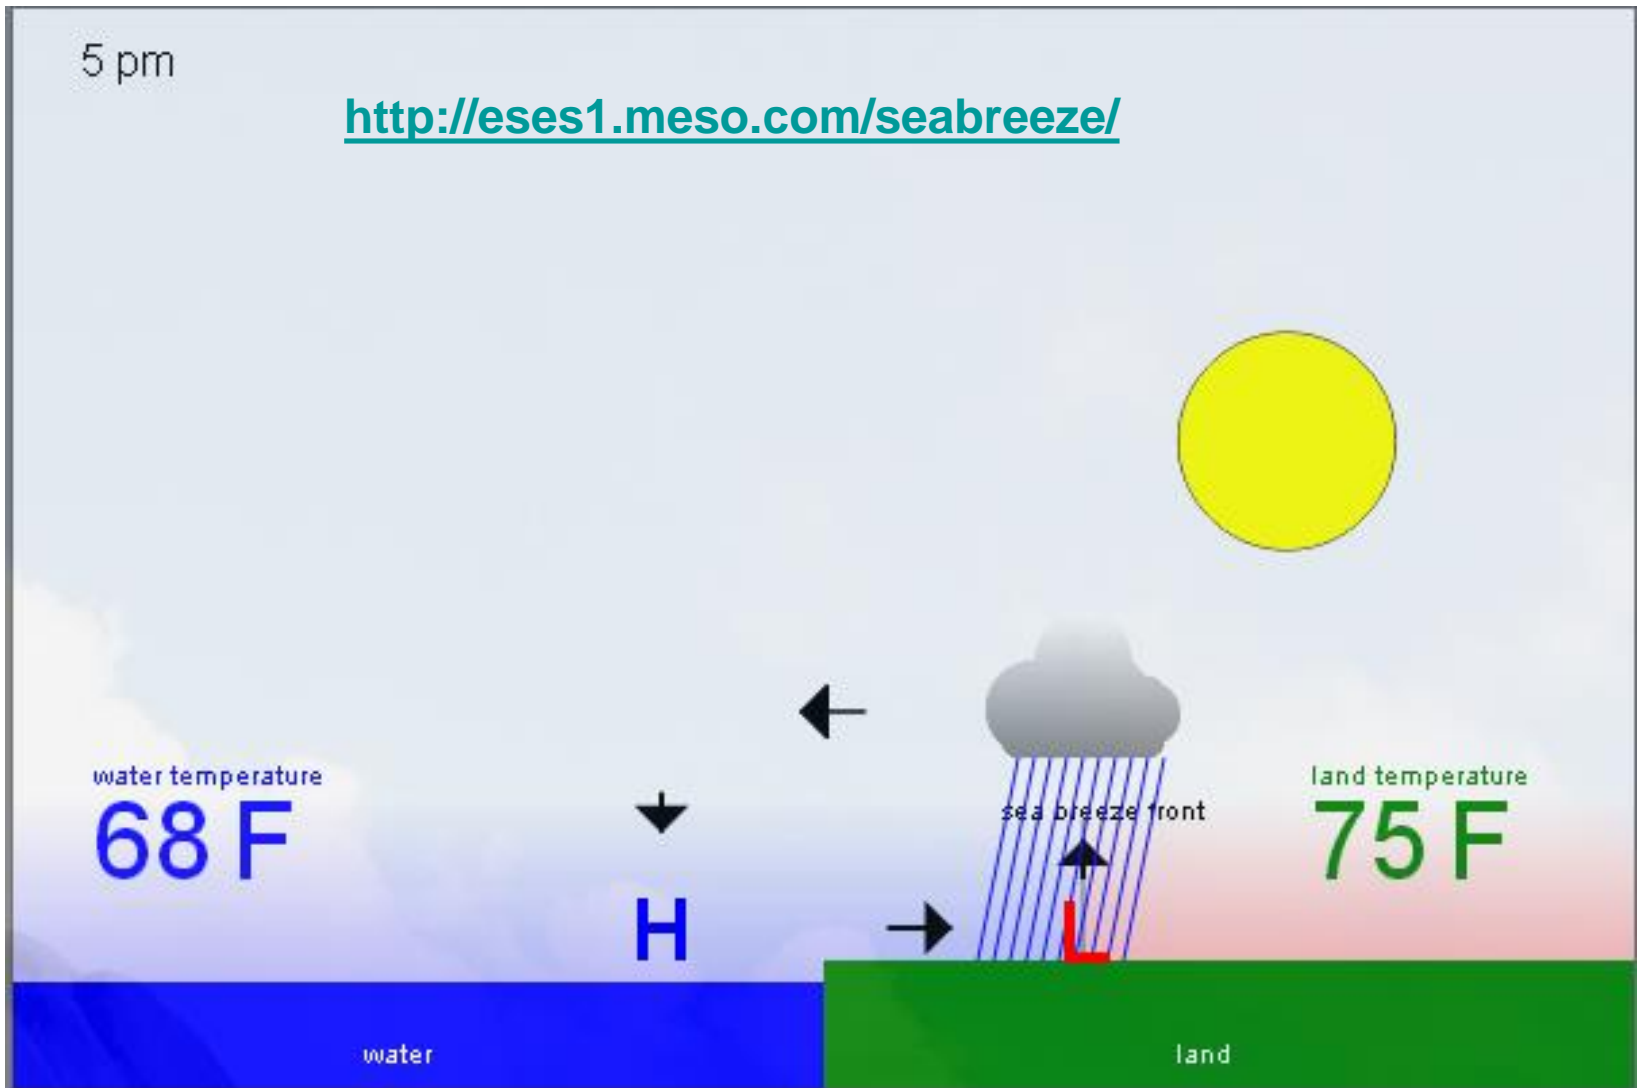 5 pm
http://eses1.meso.com/seabreeze/
water temperature
68 F
sea breeze front
land temperature
75 F
H
L
water
land